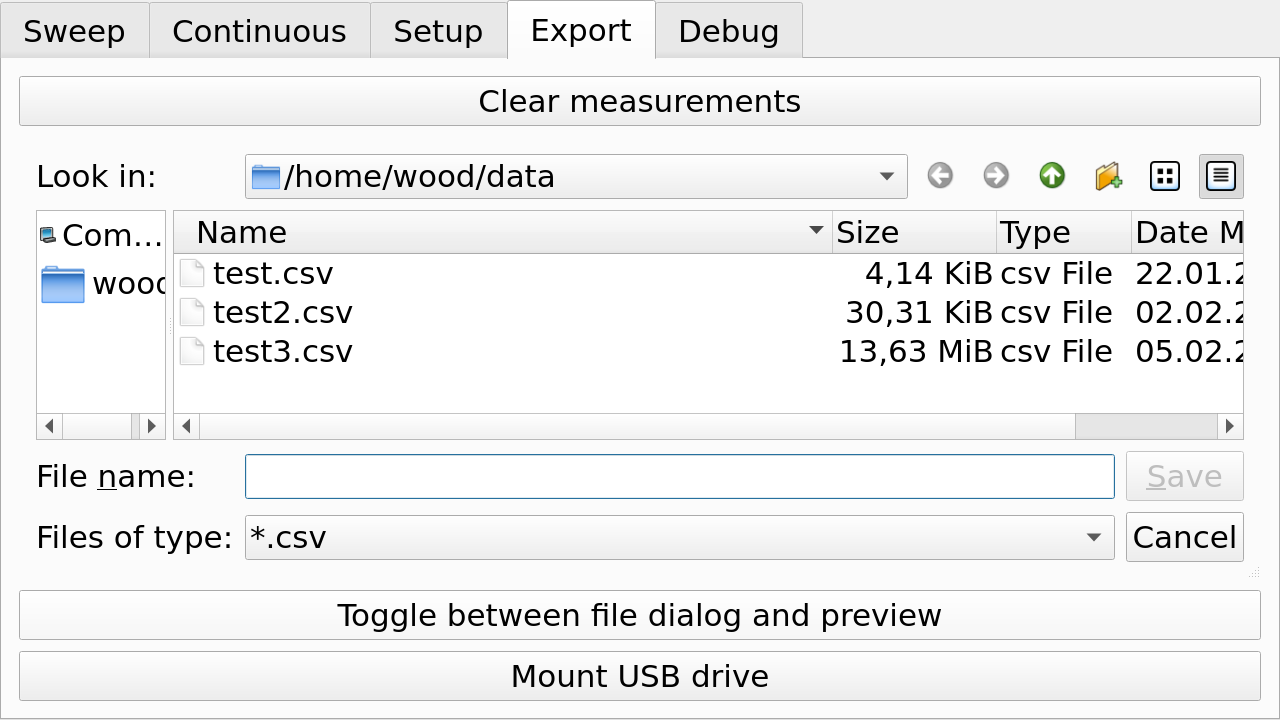 Sweep Continuous Setup Export Debug
Clear measurements
Look in: /home/wood/data
Com... Name Size Type Date M
wood
test.csv 4,14 KiB csv File 22.01.2
test2.csv 30,31 KiB csv File 02.02.2
test3.csv 13,63 MiB csv File 05.02.2
File name: Save
Files of type: *.csv Cancel
Toggle between file dialog and preview
Mount USB drive